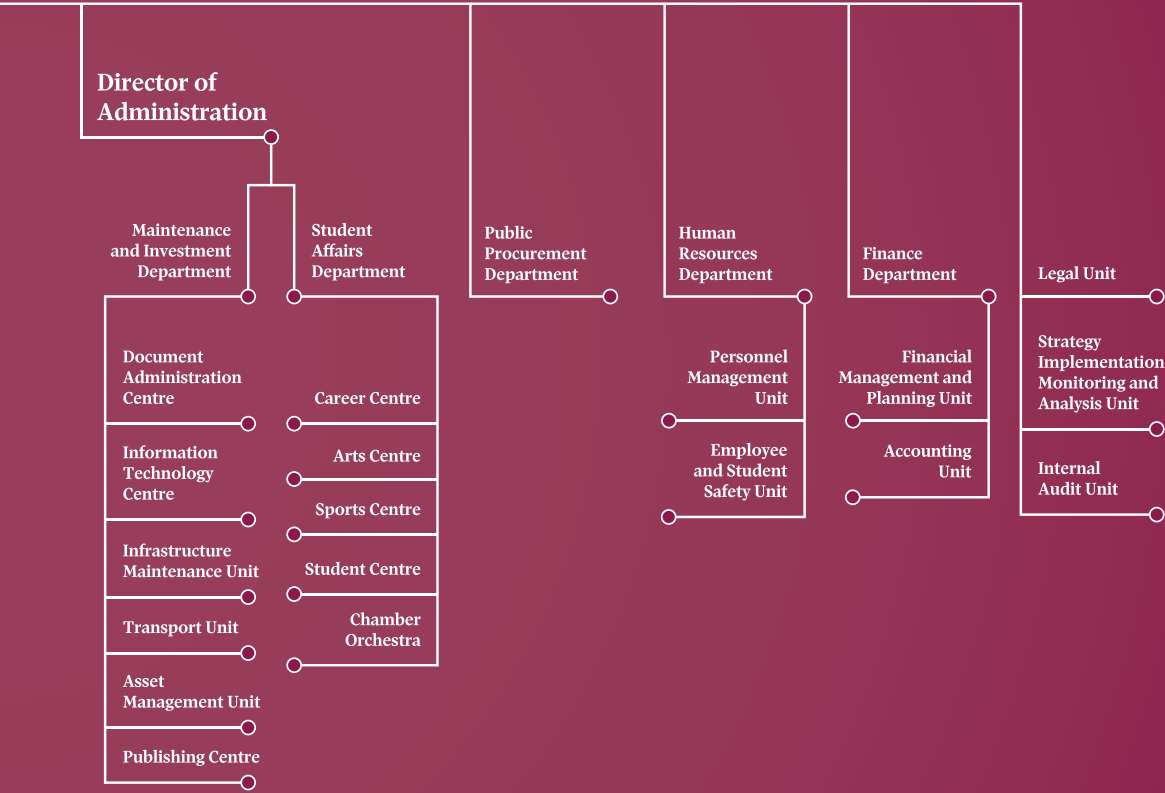 Director of
Administration
Maintenance
and Investment
Department
Student
Affairs
Department
Public
Procurement
Department
Human
Resources
Department
Finance
Department
Legal Unit
Document
Administration
Centre
Information
Technology
Centre
Infrastructure
Maintenance Unit
Transport Unit
Asset
Management Unit
Publishing Centre
Career Centre
Arts Centre
Sports Centre
Student Centre
Chamber
Orchestra
Personnel
Management
Unit
Employee
and Student
Safety Unit
Financial
Management and
Planning Unit
Accounting
Unit
Strategy
Implementation
Monitoring and
Analysis Unit
Internal
Audit Unit